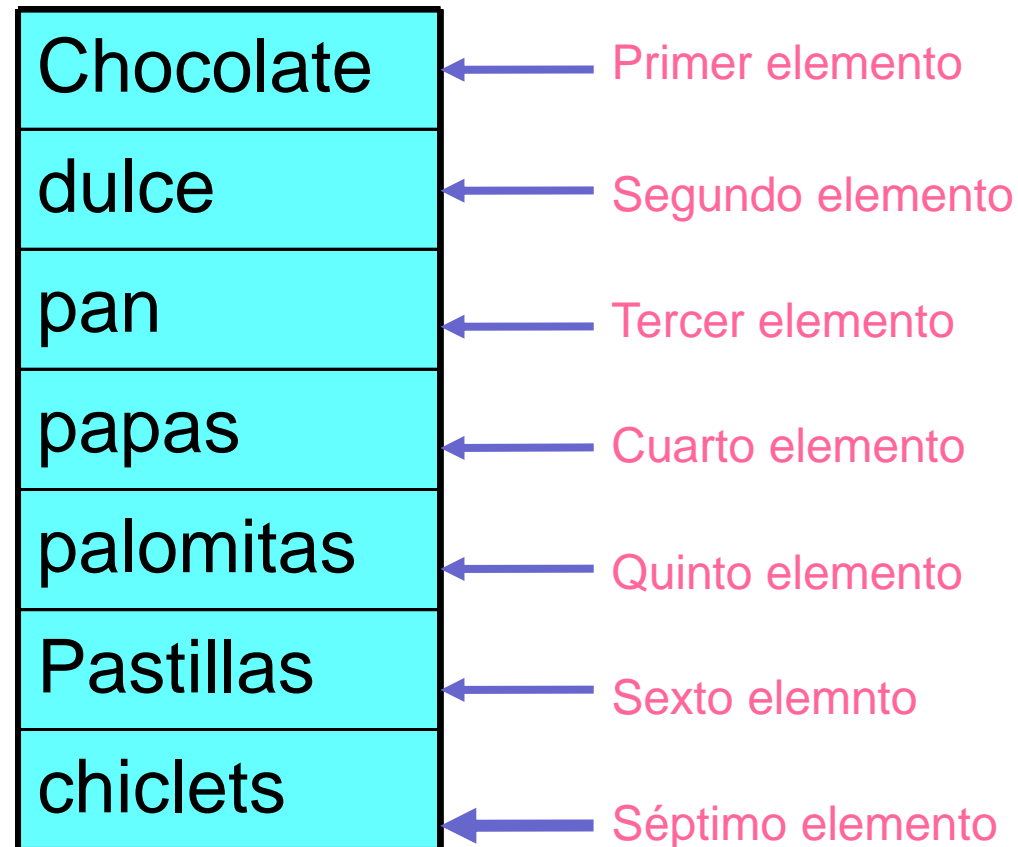 Chocolate
Primer elemento
dulce
Segundo elemento
pan
Tercer elemento
papas
Cuarto elemento
palomitas
Quinto elemento
Pastillas
Sexto elemnto
chiclets
Séptimo elemento